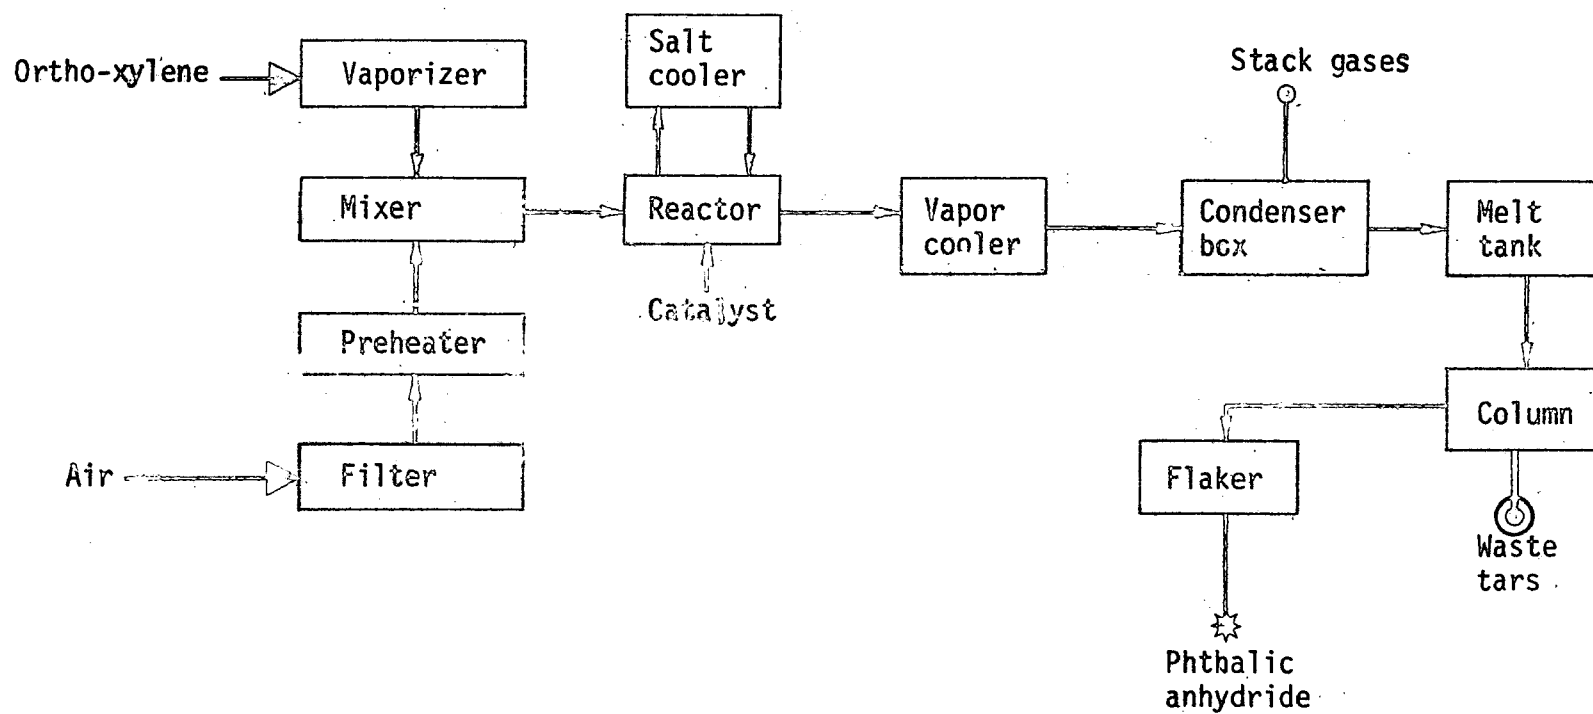 Ortho-xylene
Vaporizer
Salt
cooler
Stack gases
Mixer
Reactor
Vapor
cooler
Condenser
box
Melt
tank
Catalyst
Preheater
Column
Air
Filter
Flaker
Waste
tars
Phthalic
anhydride